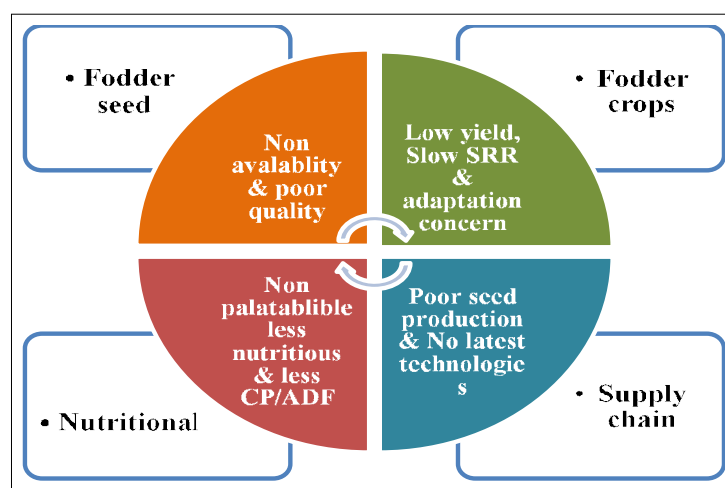 • Fodder
seed
• Fodder
crops
Non
avalablity
& poor
quality
Low yield,
Slow SRR
&
adaptation
concern
Non
palatablible
less
nutritious
& less
CP/ADF
Poor seed
production
& No latest
technologie
s
• Nutritional
• Supply
chain